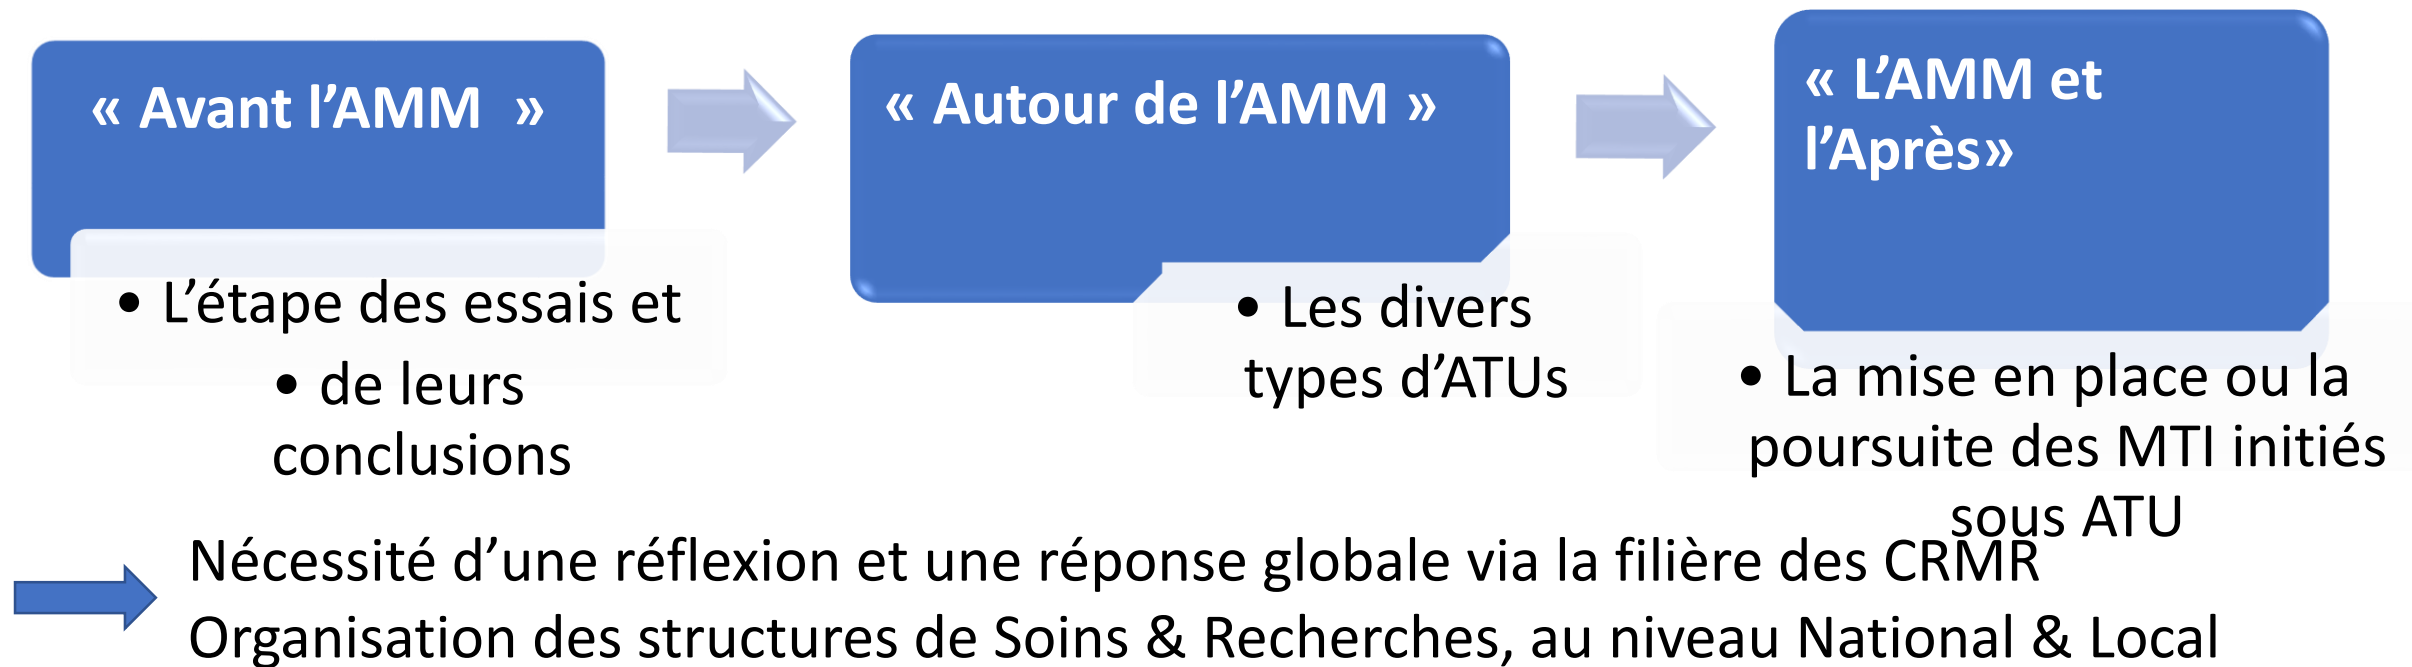 « Avant l’AMM  »
• L’étape des essais et
• de leurs
conclusions
« Autour de l’AMM »
• Les divers
types d’ATUs
« L’AMM et
l’Après»
• La mise en place ou la
poursuite des MTI initiés
sous ATU
Nécessité d’une réflexion et une réponse globale via la filière des CRMR
Organisation des structures de Soins & Recherches, au niveau National & Local